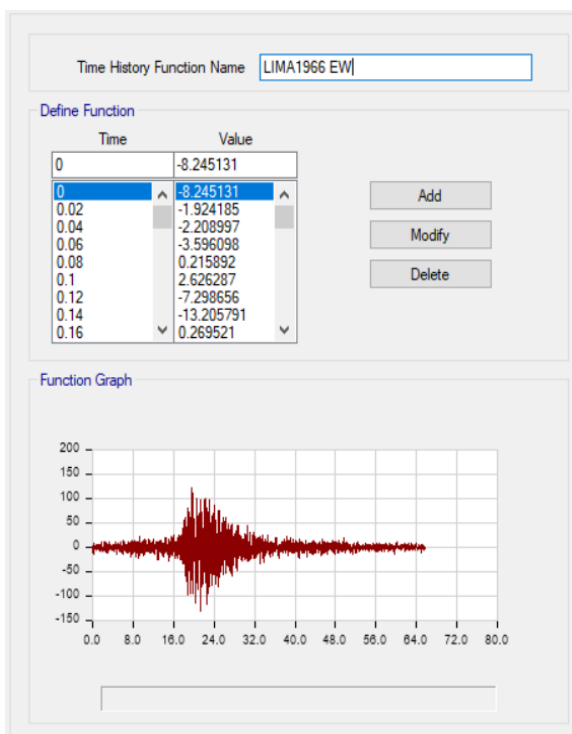 Time History Function Name LIMA1966 EW
Define Function
Time Value
0 -8.245131
0 -8.245131
0.02 -1.924185
0.04 -2.208997
0.06 -3.596098
0.08 0.215892
0.1 2.626287
0.12 -7.298656
0.14 -13.205791
0.16 0.269521
Add
Modify
Delete
Function Graph
200
150
100
50
0
-50
-100
-150
0.0 8.0 16.0 24.0 32.0 40.0 48.0 56.0 64.0 72.0 80.0